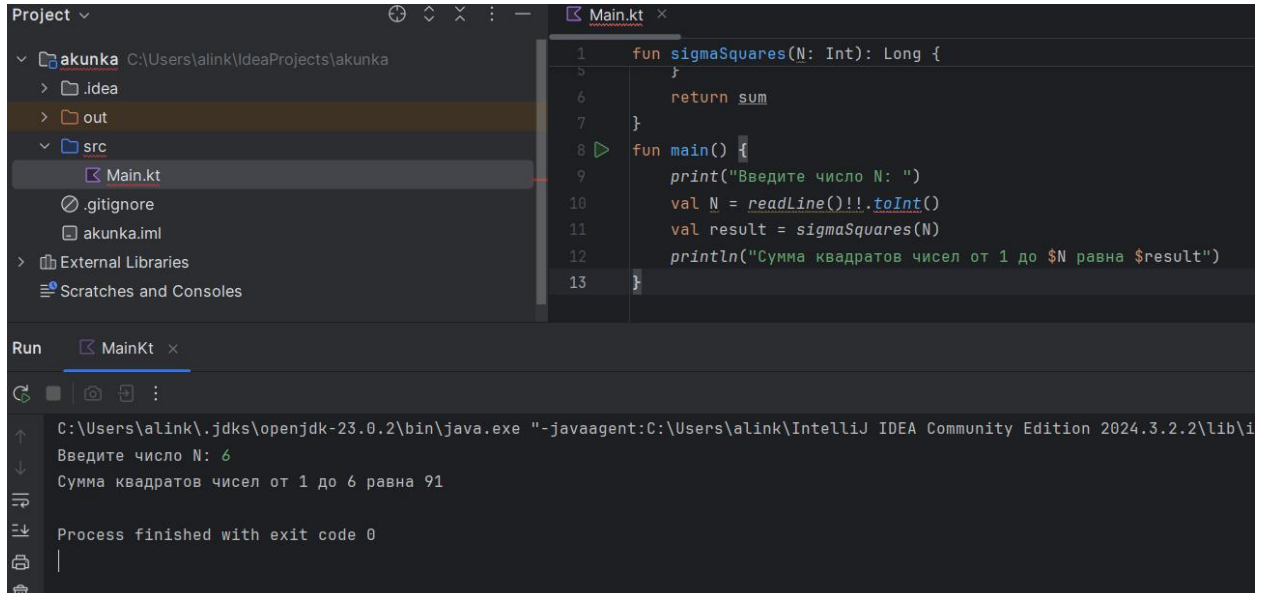 Project
Main.kt
akunka C:\Users\alink\IdeaProjects\akunka
.idea
out
src
Main.kt
.gitignore
akunka.iml
External Libraries
Scratches and Consoles
1 fun sigmaSquares(N: Int): Long {
5 }
6 return sum
7 }
8 fun main() {
9 print("Введите число N: ")
10 val N = readLine()!!.toInt()
11 val result = sigmaSquares(N)
12 println("Сумма квадратов чисел от 1 до $N равна $result")
13 }
Run MainKt
C:\Users\alink\.jdks\openjdk-23.0.2\bin\java.exe "-javaagent:C:\Users\alink\IntelliJ IDEA Community Edition 2024.3.2.2\lib\i
Введите число N: 6
Сумма квадратов чисел от 1 до 6 равна 91
Process finished with exit code 0